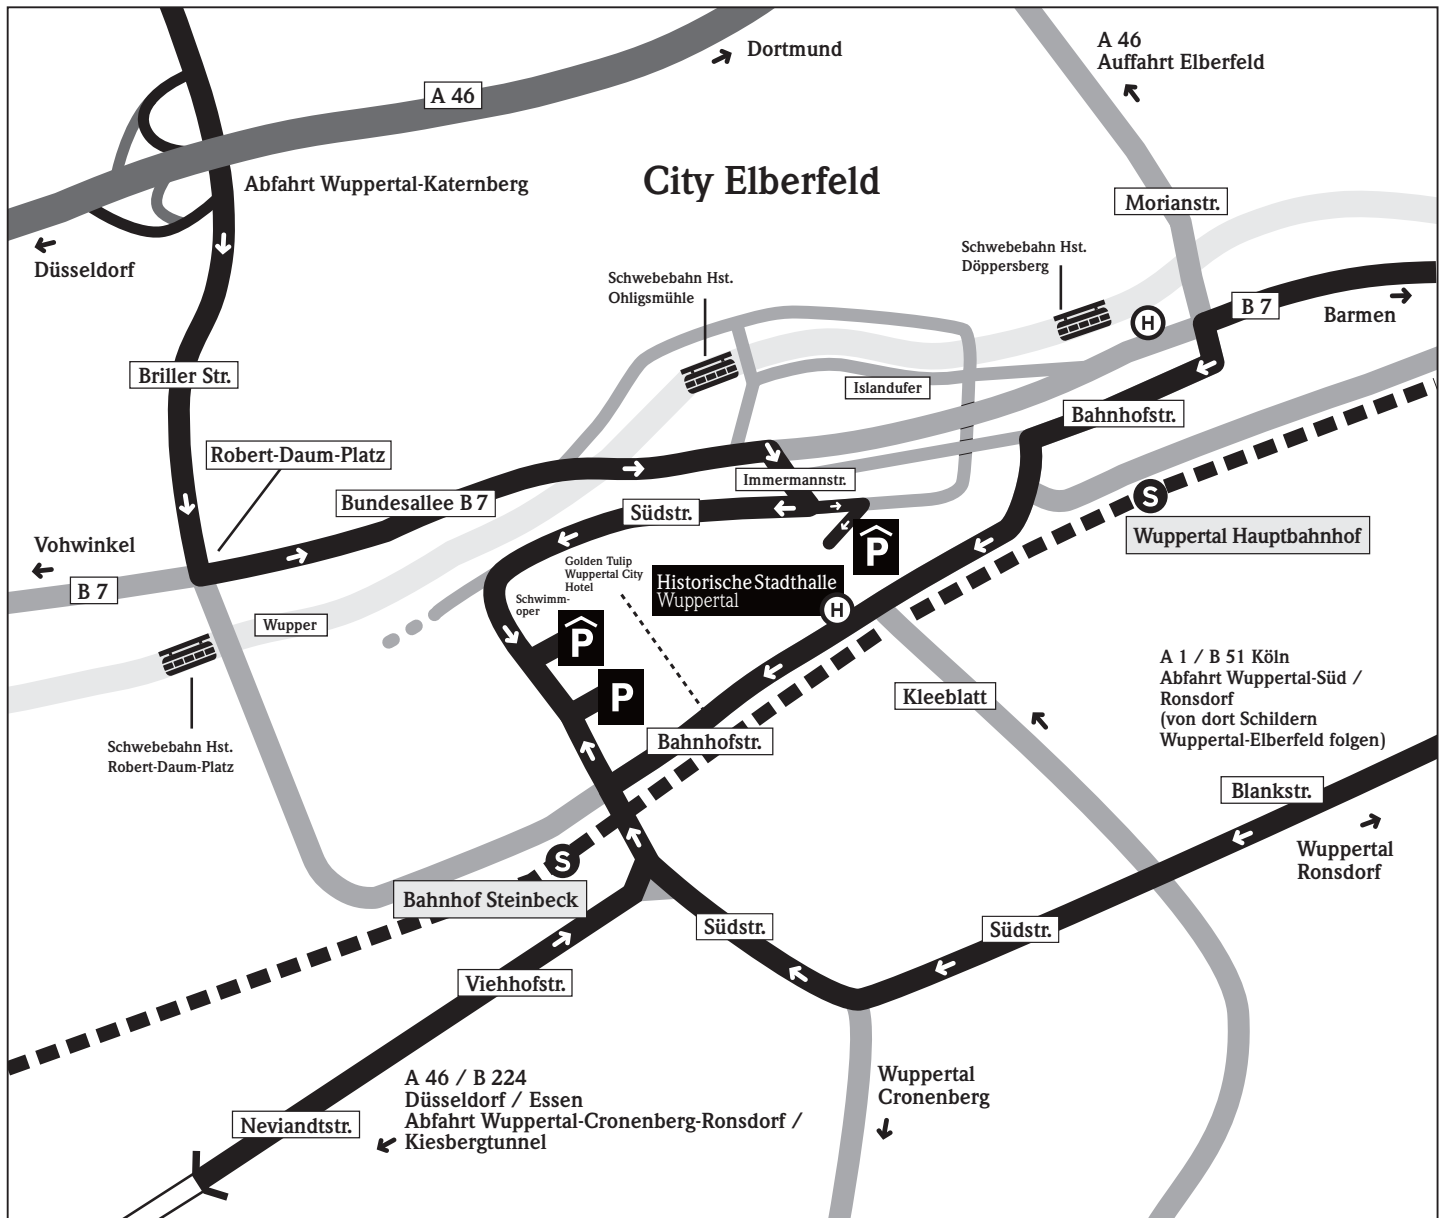 A 46
Auffahrt Elberfeld
Dortmund
A 46
City Elberfeld
Abfahrt Wuppertal-Katernberg
Morianstr.
Düsseldorf
Schwebebahn Hst.
Döppersberg
Schwebebahn Hst.
Ohligsmühle
B 7
Barmen
H
Briller Str.
Islandufer
Bahnhofstr.
Robert-Daum-Platz
Immermannstr.
Bundesallee B 7
S
Südstr.
Wuppertal Hauptbahnhof
Vohwinkel
P
B 7
Golden Tulip
Wuppertal City
Hotel
Historische Stadthalle
Wuppertal
H
Schwimm-
oper
Wupper
P
P
A 1 / B 51 Köln
Abfahrt Wuppertal-Süd /
Ronsdorf
(von dort Schildern
Wuppertal-Elberfeld folgen)
Kleeblatt
Bahnhofstr.
Schwebebahn Hst.
Robert-Daum-Platz
Blankstr.
Wuppertal
Ronsdorf
S
Bahnhof Steinbeck
Südstr.
Südstr.
Viehhofstr.
A 46 / B 224
Düsseldorf / Essen
Abfahrt Wuppertal-Cronenberg-Ronsdorf /
Kiesbergtunnel
Wuppertal
Cronenberg
Neviandtstr.